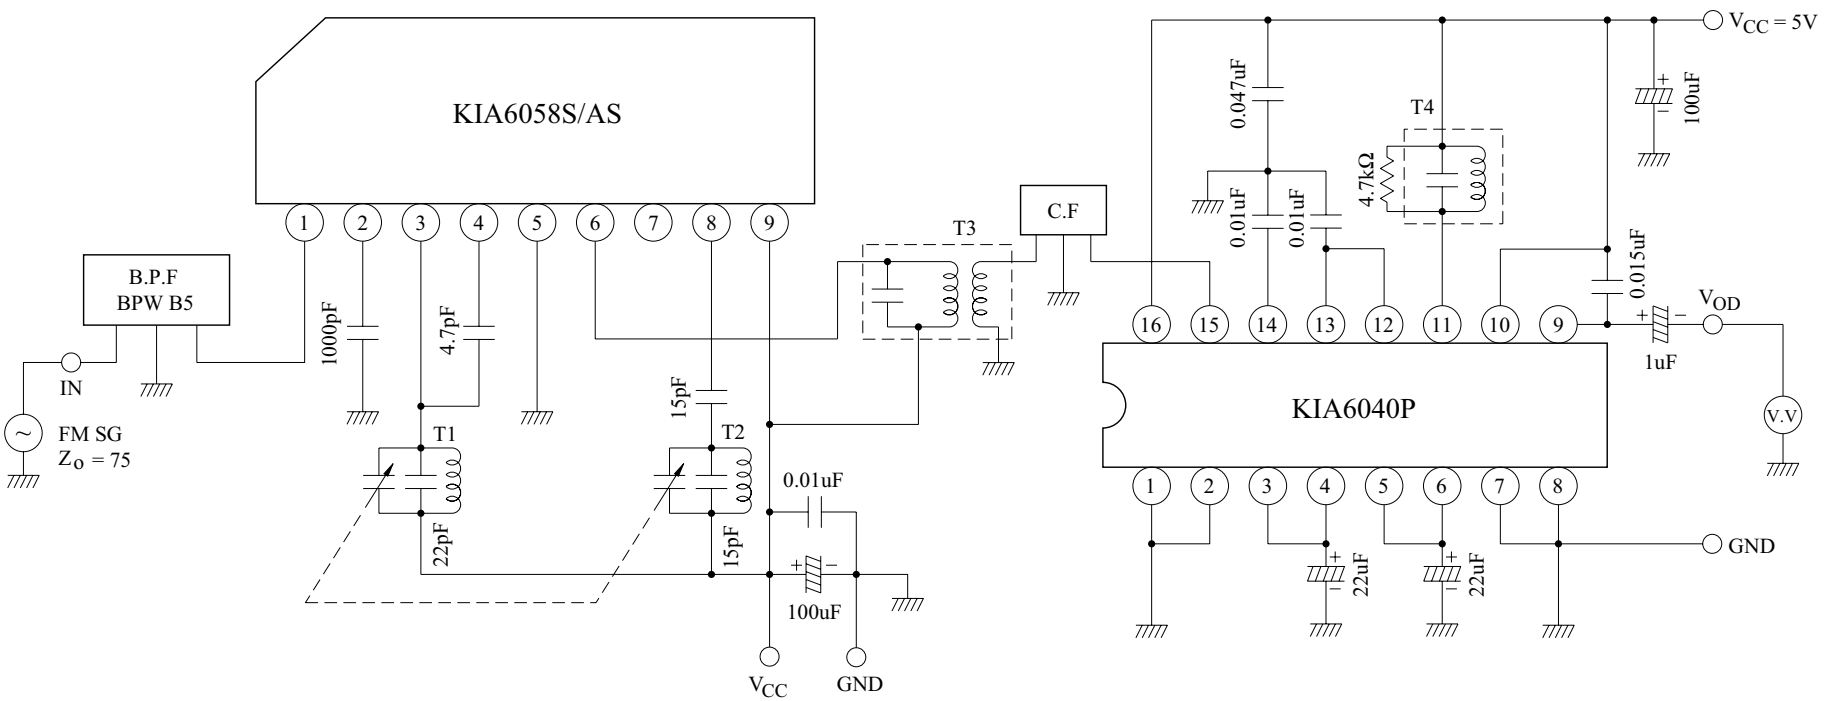 KIA6058S/AS
1 2 3 4 5 6 7 8 9
B.P.F
BPW B5
IN
FM SG
Zo = 75
~
1000pF
4.7pF
T1
22pF
15pF
T2
15pF
0.01uF
+ −
100uF
VCC
GND
T3
C.F
VCC = 5V
0.047uF
0.01uF
0.01uF
T4
4.7kΩ
+
−
100uF
0.015uF
VOD
+ −
1uF
V.V
16 15 14 13 12 11 10 9
KIA6040P
1 2 3 4 5 6 7 8
+
−
22uF
+
−
22uF
GND